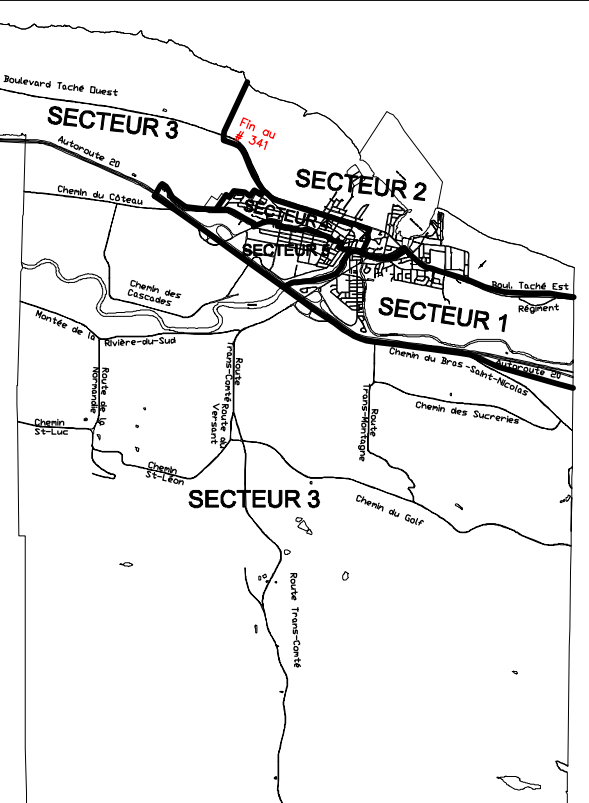 Boulevard Taché Ouest
SECTEUR 3
Fin au
# 341
Autoroute 20
SECTEUR 2
Chemin du Côteau
SECTEUR 4
SECTEUR 5
Chemin des
Cascades
Boul. Taché Est
Régiment
SECTEUR 1
Montée de la
Rivière-du-Sud
Chemin du Bras-Saint-Nicolas
Autoroute 20
Route
Trans-Comté
Route de la
Normandie
Route du
Versant
Route
Trans-Montagne
Chemin des Sucreries
Chemin
St-Luc
Chemin
St-Léon
SECTEUR 3
Chemin du Golf
Route Trans-Comté